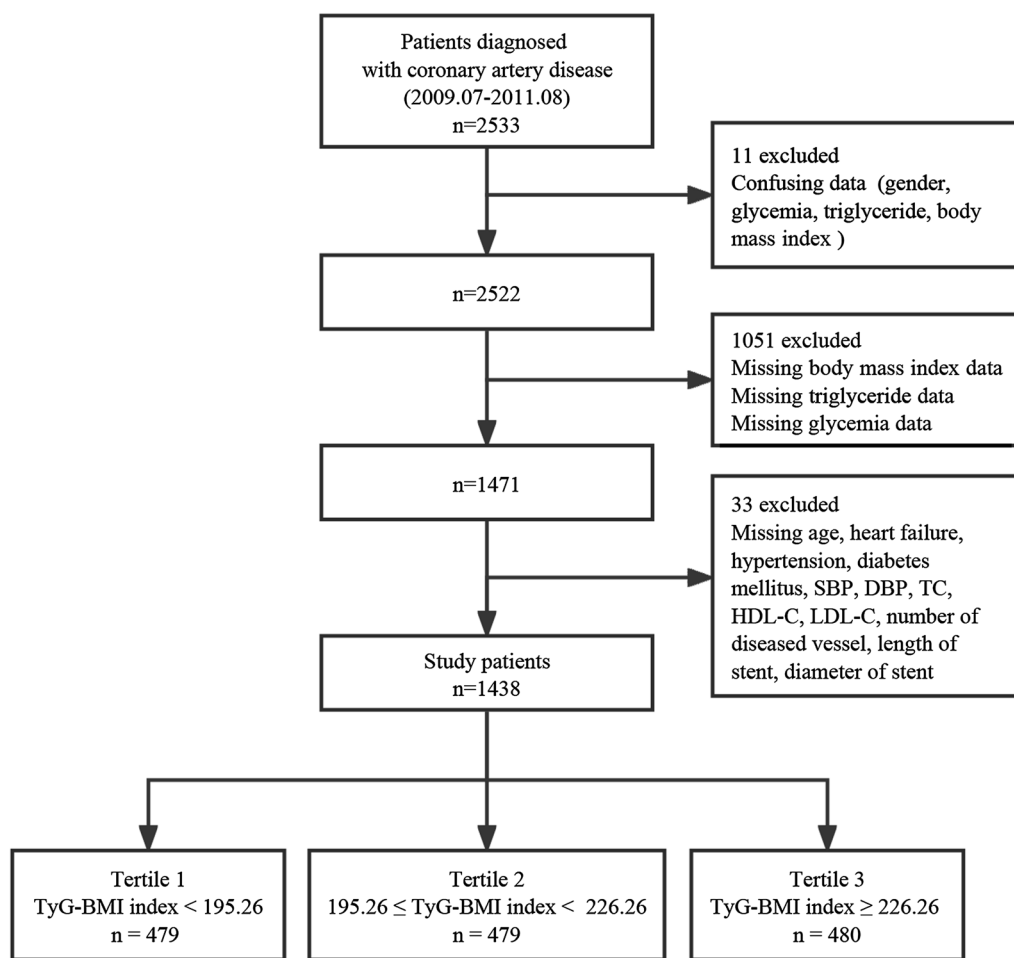 Patients diagnosed
with coronary artery disease
(2009.07-2011.08)
n=2533
11 excluded
Confusing data (gender,
glycemia, triglyceride, body
mass index )
n=2522
1051 excluded
Missing body mass index data
Missing triglyceride data
Missing glycemia data
n=1471
33 excluded
Missing age, heart failure,
hypertension, diabetes
mellitus, SBP, DBP, TC,
HDL-C, LDL-C, number of
diseased vessel, length of
stent, diameter of stent
Study patients
n=1438
Tertile 1
TyG-BMI index < 195.26
n = 479
Tertile 2
195.26 ≤ TyG-BMI index < 226.26
n = 479
Tertile 3
TyG-BMI index ≥ 226.26
n = 480